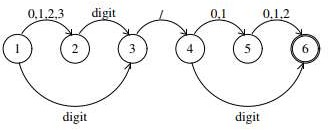 0,1,2,3 digit / 0,1 0,1,2
1 2 3 4 5 6
digit digit